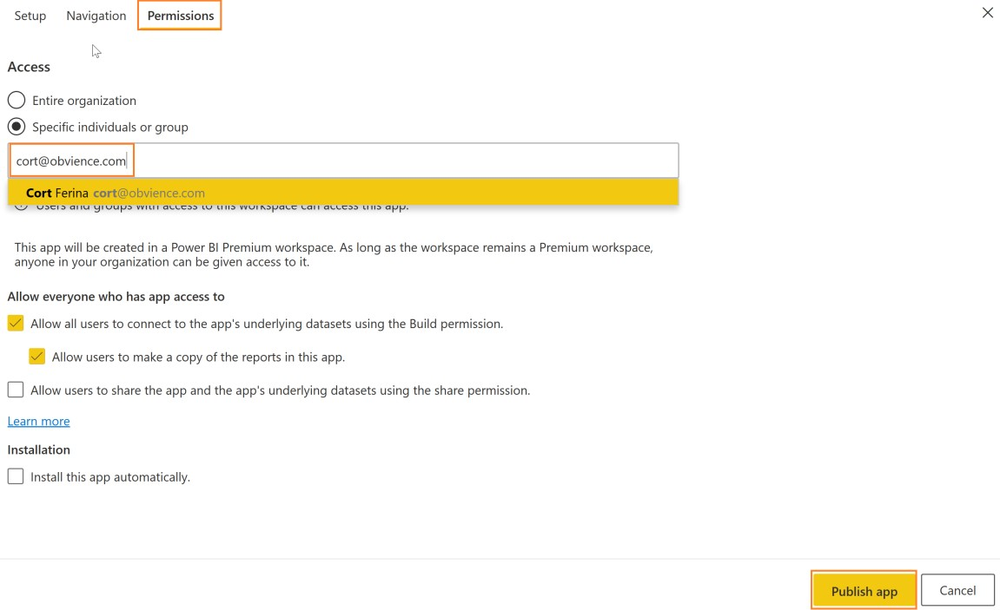 Setup Navigation Permissions
Access
Entire organization
Specific individuals or group
cort@obvience.com
Cort Ferina cort@obvience.com
Users and groups with access to this workspace can access this app.
This app will be created in a Power BI Premium workspace. As long as the workspace remains a Premium workspace,
anyone in your organization can be given access to it.
Allow everyone who has app access to
Allow all users to connect to the app's underlying datasets using the Build permission.
Allow users to make a copy of the reports in this app.
Allow users to share the app and the app's underlying datasets using the share permission.
Learn more
Installation
Install this app automatically.
Publish app Cancel